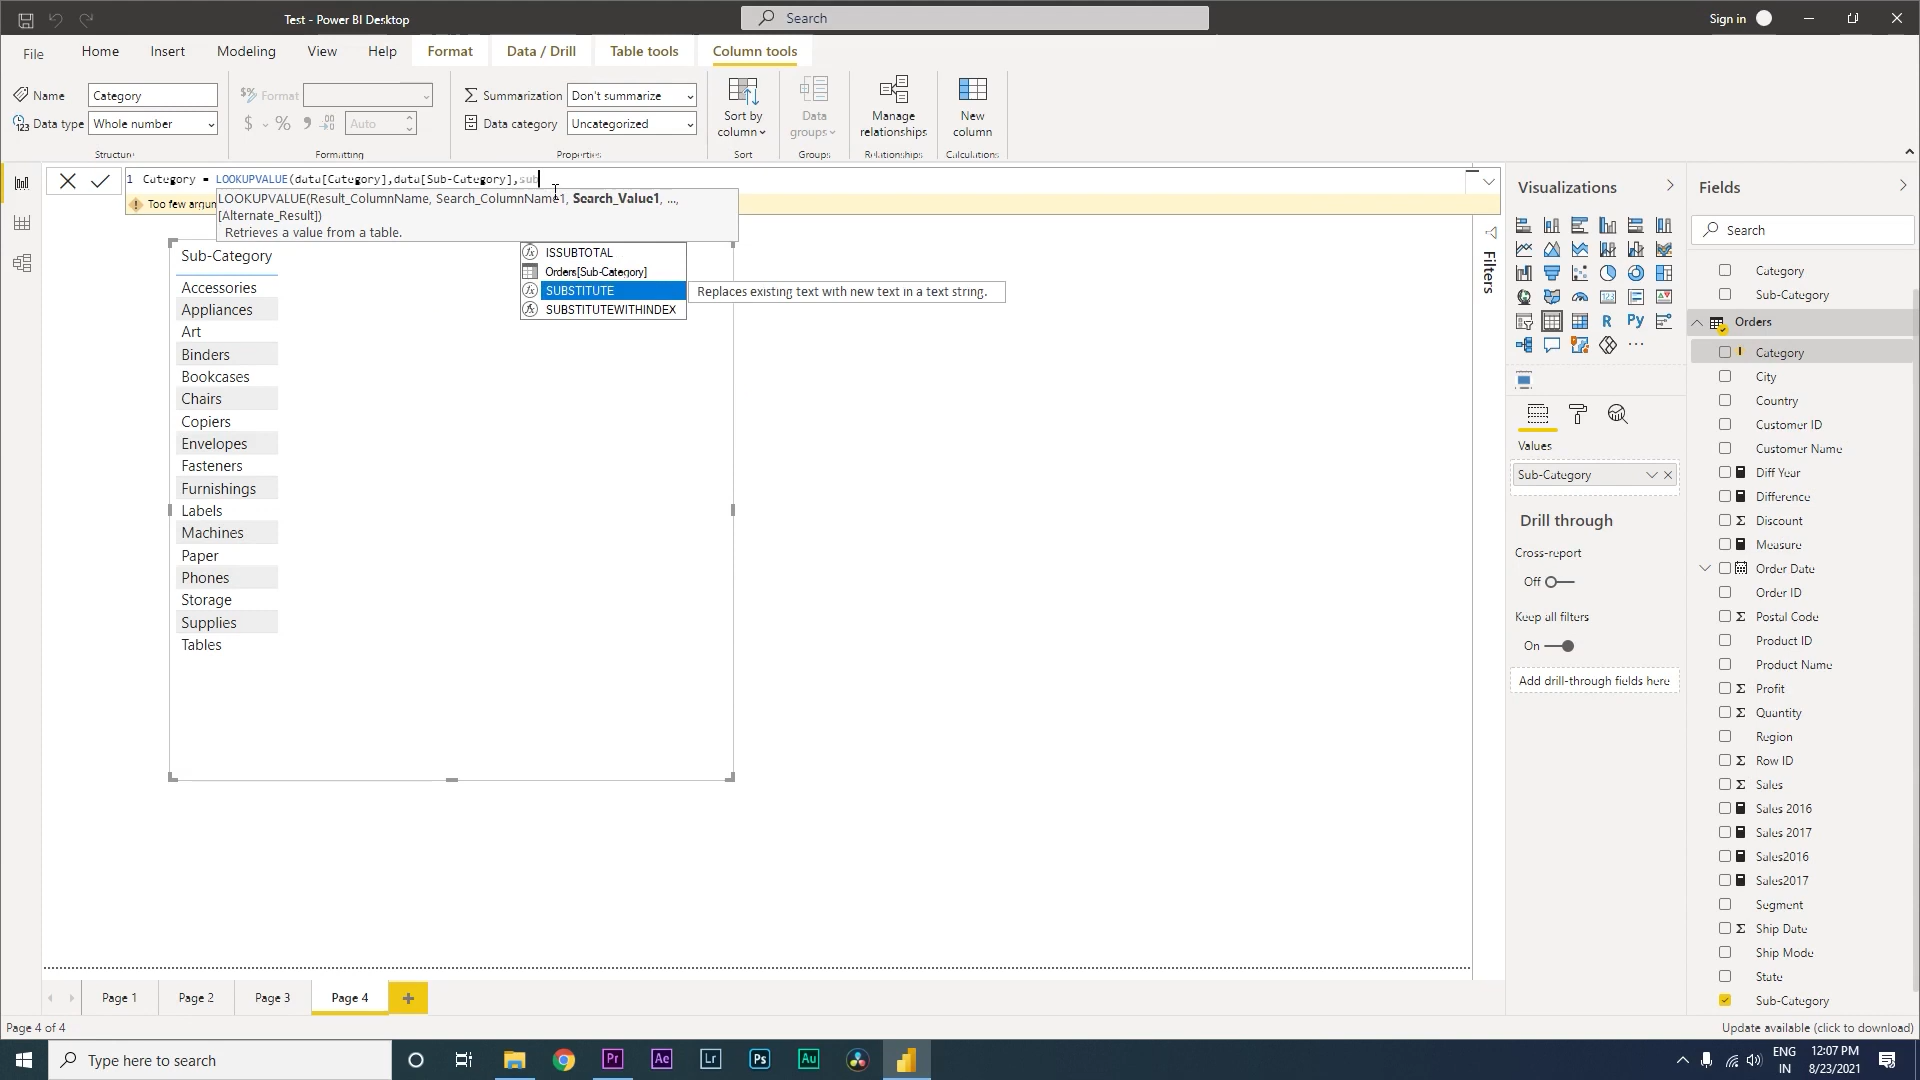 Test - Power BI Desktop
Search
Sign in
File
Home
Insert
Modeling
View
Help
Format
Data / Drill
Table tools
Column tools
Name
Category
Format
Summarization
Don't summarize
Data type
Whole number
$
%
Auto
Data category
Uncategorized
Sort by
column
Data
groups
Manage
relationships
New
column
Structure
Formatting
Properties
Sort
Groups
Relationships
Calculations
1 Category = LOOKUPVALUE(data[Category],data[Sub-Category],sub
Too few argun
LOOKUPVALUE(Result_ColumnName, Search_ColumnName1, Search_Value1, ...,
[Alternate_Result])
Retrieves a value from a table.
ISSUBTOTAL
Orders[Sub-Category]
SUBSTITUTE
Replaces existing text with new text in a text string.
SUBSTITUTEWITHINDEX
Sub-Category
Accessories
Appliances
Art
Binders
Bookcases
Chairs
Copiers
Envelopes
Fasteners
Furnishings
Labels
Machines
Paper
Phones
Storage
Supplies
Tables
Filters
Visualizations
R
Py
Values
Sub-Category
Drill through
Cross-report
Off
Keep all filters
On
Add drill-through fields here
Fields
Search
Category
Sub-Category
Orders
Category
City
Country
Customer ID
Customer Name
Diff Year
Difference
Discount
Measure
Order Date
Order ID
Postal Code
Product ID
Product Name
Profit
Quantity
Region
Row ID
Sales
Sales 2016
Sales 2017
Sales2016
Sales2017
Segment
Ship Date
Ship Mode
State
Sub-Category
Page 1
Page 2
Page 3
Page 4
Page 4 of 4
Update available (click to download)
Type here to search
Pr
Ae
Lr
Ps
Au
ENG
IN
12:07 PM
8/23/2021